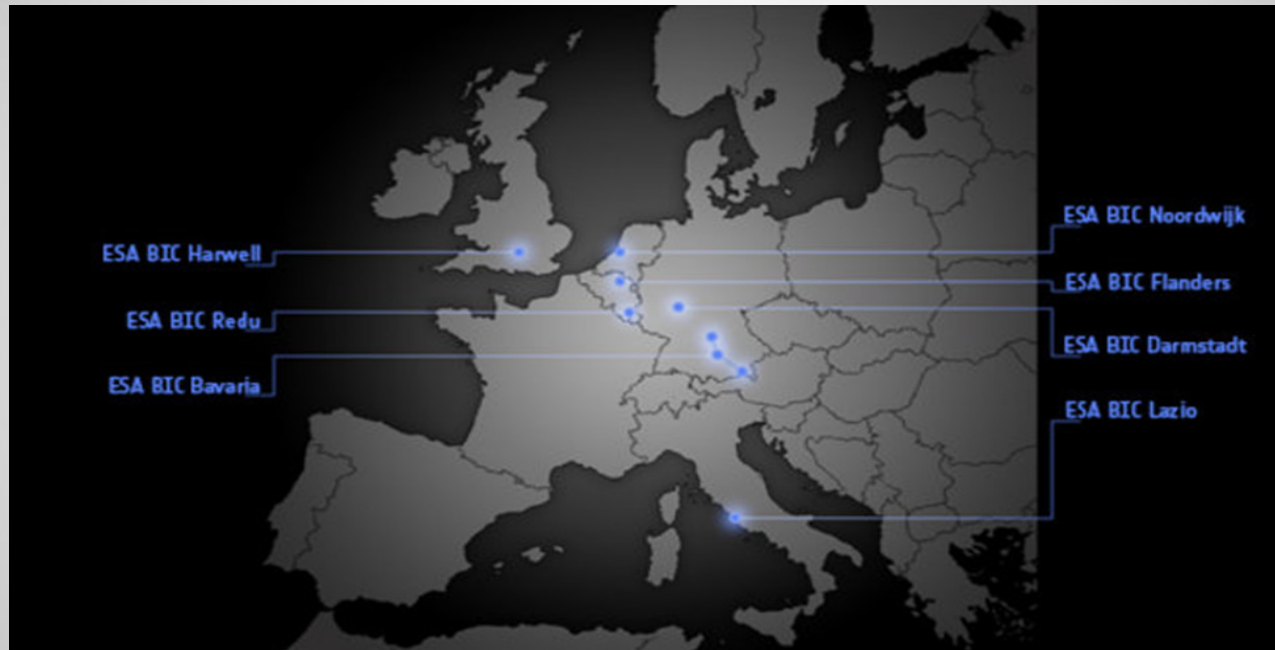 ESA BIC Harwell
ESA BIC Redu
ESA BIC Bavaria
ESA BIC Noordwijk
ESA BIC Flanders
ESA BIC Darmstadt
ESA BIC Lazio